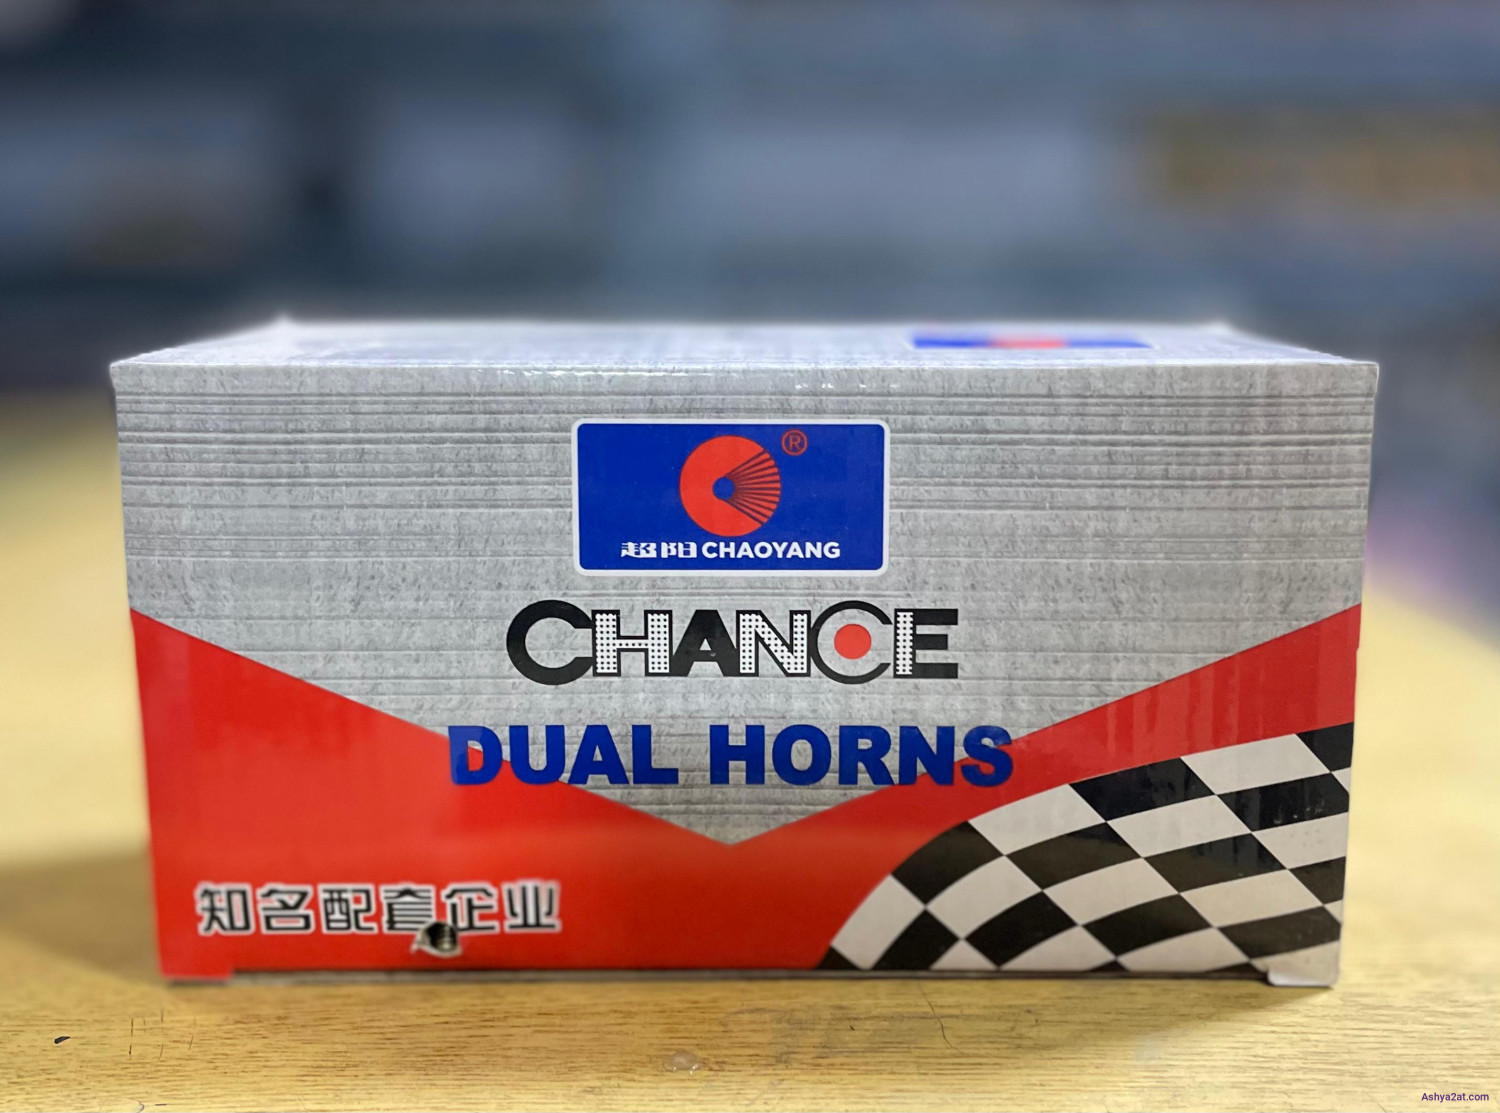 ®
超阳 CHAOYANG
CHANCE
DUAL HORNS
知名配套企业
Ashya2at.com